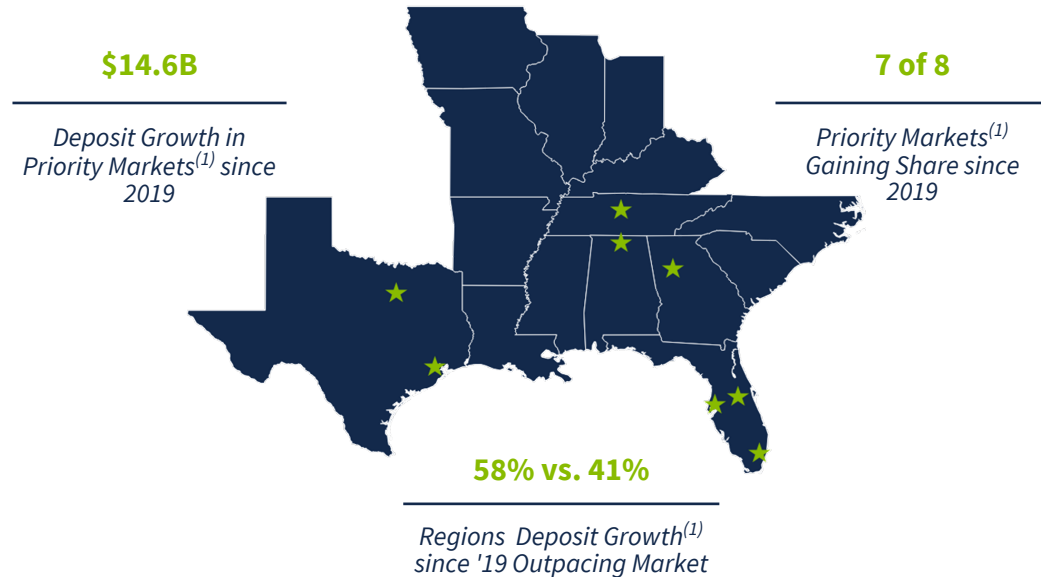 $14.6B
Deposit Growth in
Priority Markets(1) since
2019
7 of 8
Priority Markets(1)
Gaining Share since
2019
58% vs. 41%
Regions Deposit Growth(1)
since '19 Outpacing Market